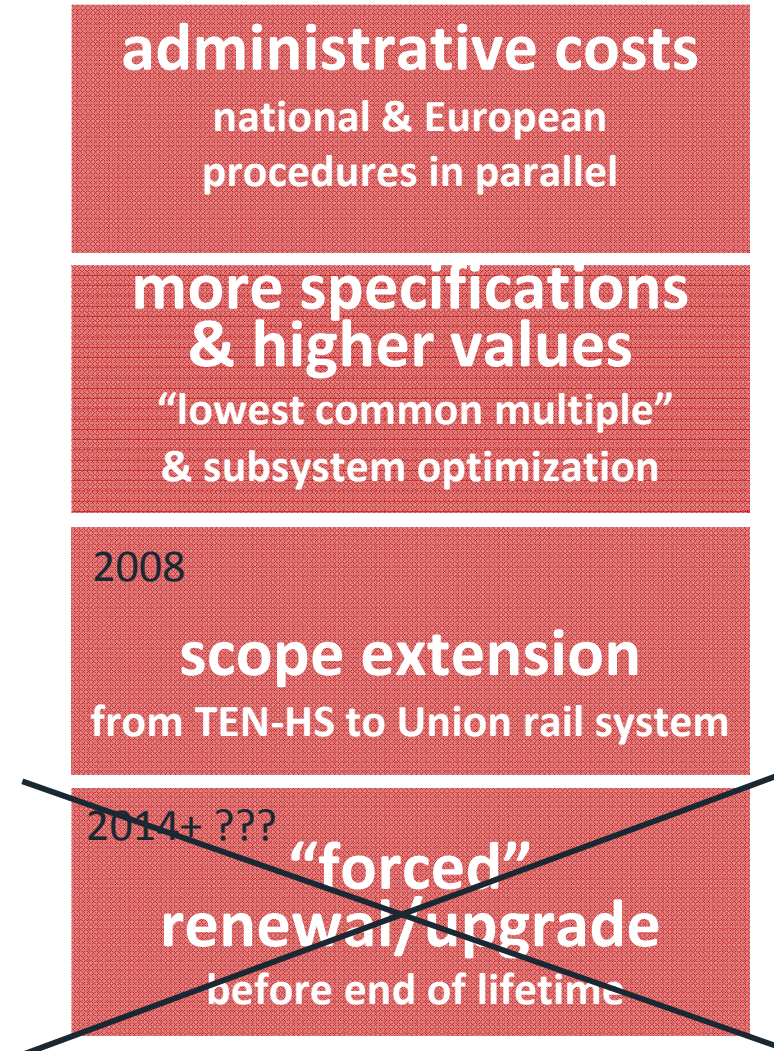 administrative costs
national & European
procedures in parallel
more specifications
& higher values
“lowest common multiple”
& subsystem optimization
2008
scope extension
from TEN-HS to Union rail system
2014+ ???
“forced”
renewal/upgrade
before end of lifetime